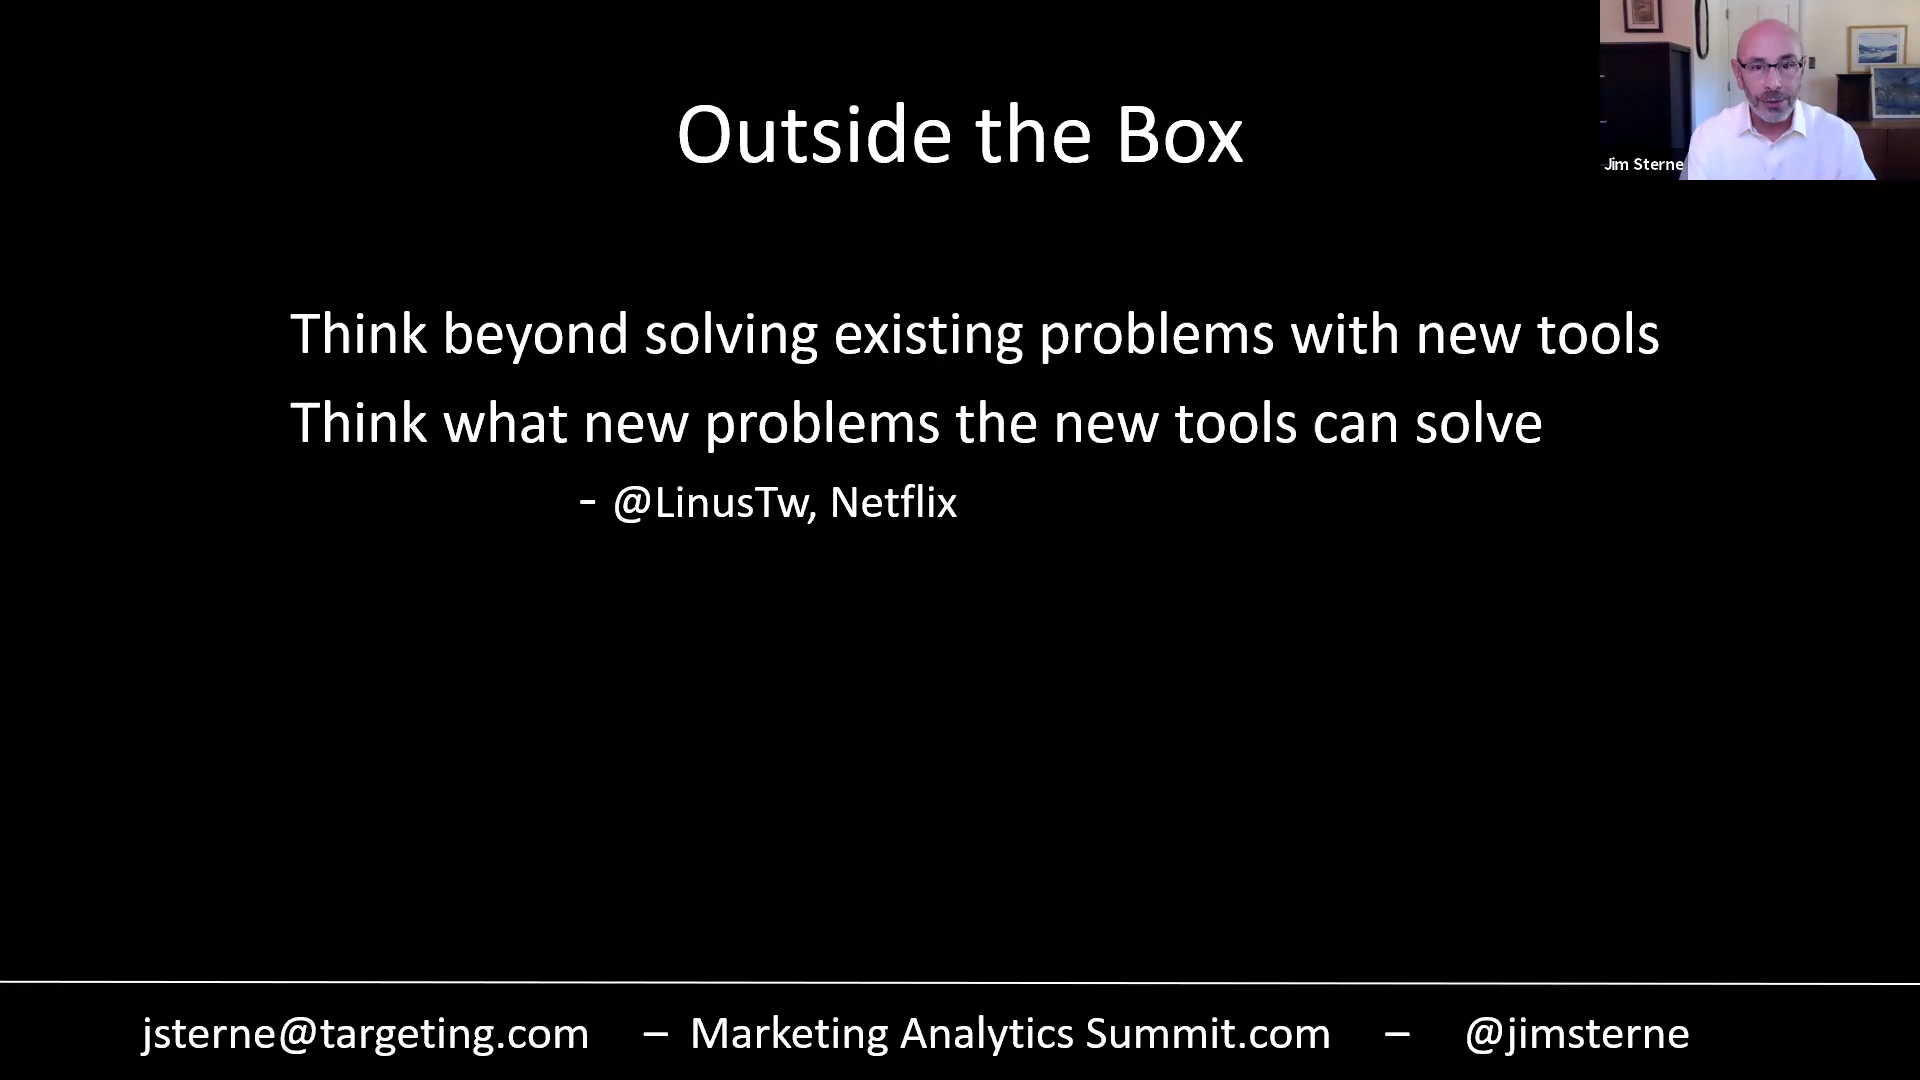 Outside the Box
Jim Sterne
Think beyond solving existing problems with new tools
Think what new problems the new tools can solve
- @LinusTw, Netflix
jsterne@targeting.com – Marketing Analytics Summit.com – @jimsterne